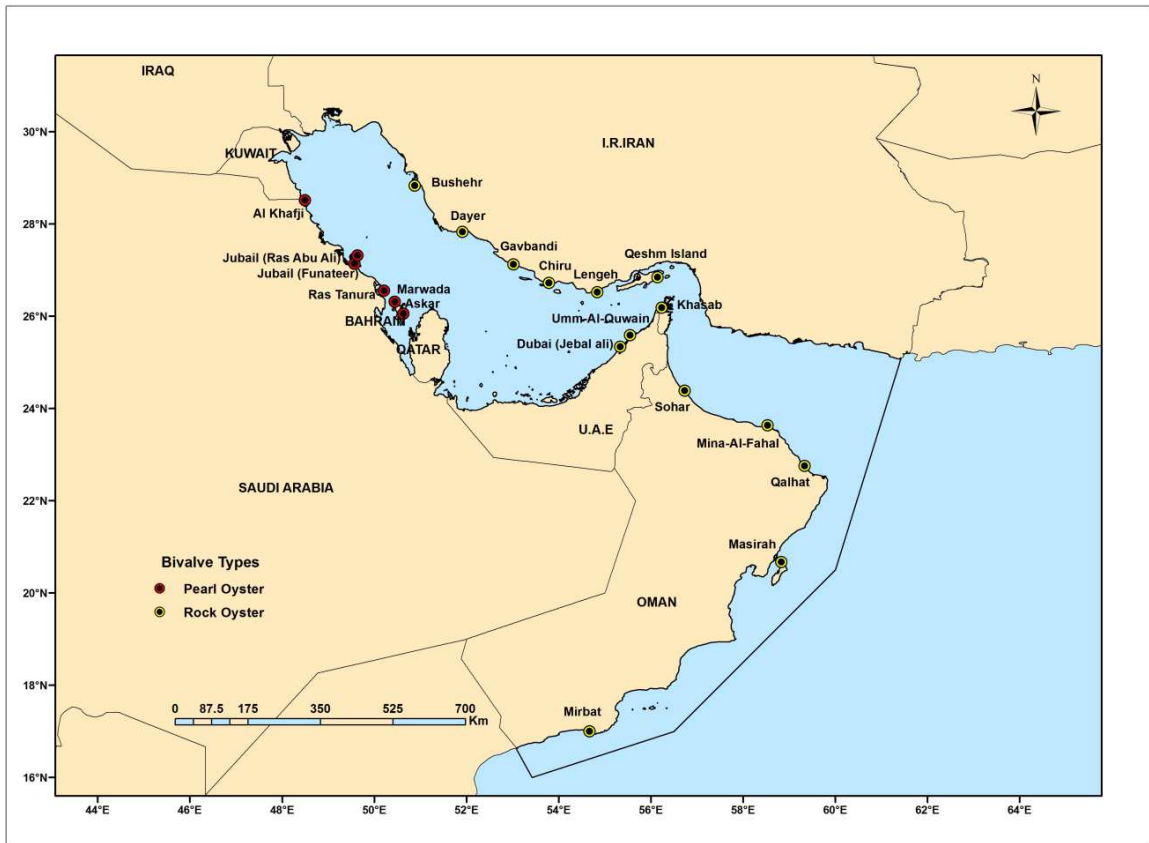 IRAQ
N
30°N
KUWAIT
I.R.IRAN
Bushehr
28°N
Al Khafji
Dayer
Gavbandi
Jubail (Ras Abu Ali)
Jubail (Funateer)
Chiru
Lengeh
Qeshm Island
Ras Tanura
Marwada
Askar
Khasab
26°N
BAHRAIN
Umm-Al-Quwain
QATAR
Dubai (Jebal ali)
24°N
Sohar
U.A.E
Mina-Al-Fahal
Qalhat
22°N
SAUDI ARABIA
Masirah
Bivalve Types
Pearl Oyster
Rock Oyster
20°N
OMAN
18°N
Mirbat
0 87.5 175 350 525 700
Km
16°N
44°E 46°E 48°E 50°E 52°E 54°E 56°E 58°E 60°E 62°E 64°E